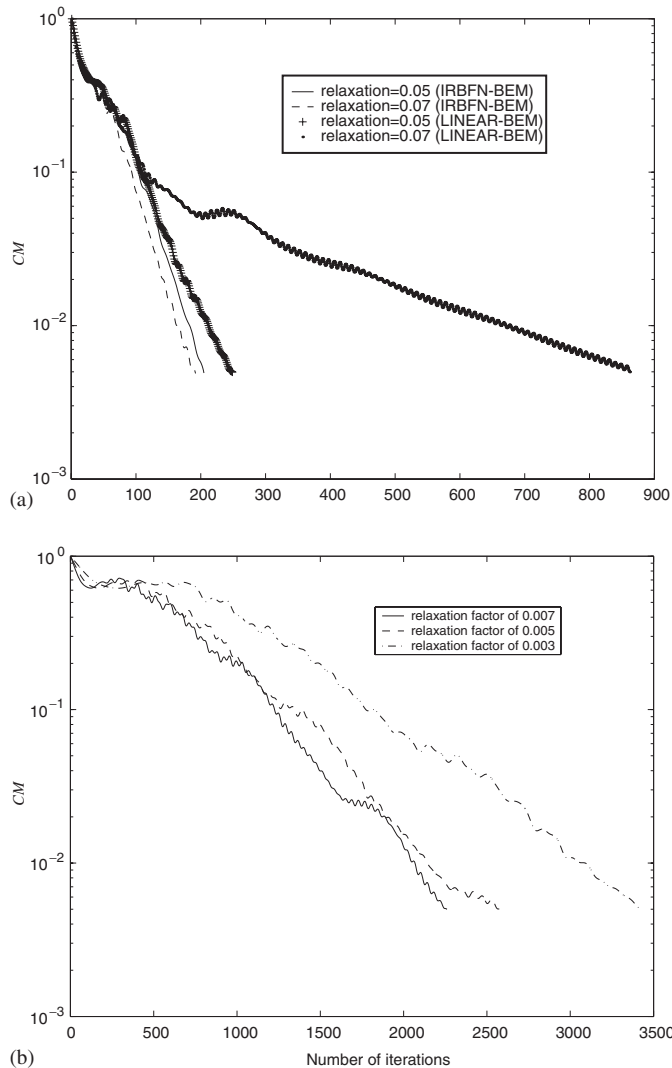 10^0
relaxation=0.05 (IRBFN-BEM)
relaxation=0.07 (IRBFN-BEM)
relaxation=0.05 (LINEAR-BEM)
relaxation=0.07 (LINEAR-BEM)
10^−1
CM
10^−2
10^−3
(a)
0 100 200 300 400 500 600 700 800 900
10^0
relaxation factor of 0.007
relaxation factor of 0.005
relaxation factor of 0.003
10^−1
CM
10^−2
10^−3
0 500 1000 1500 2000 2500 3000 3500
(b)
Number of iterations